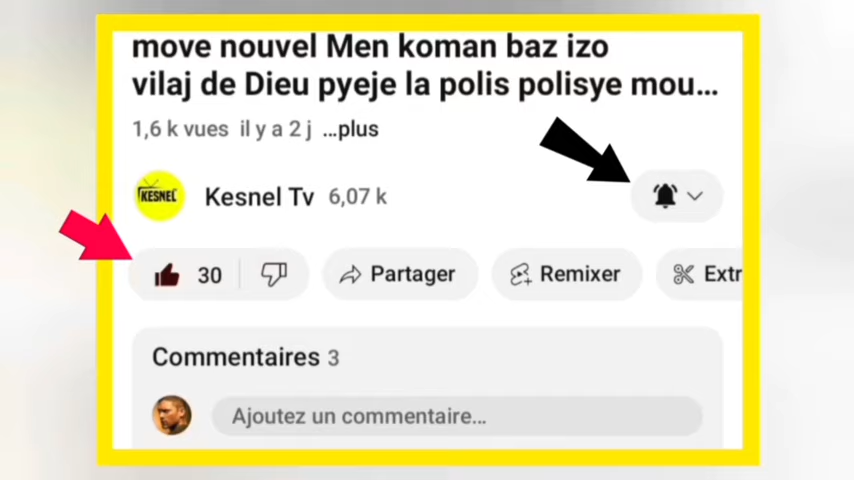 move nouvel Men koman baz izo
vilaj de Dieu pyeje la polis polisye mou...
1,6 k vues il y a 2 j ...plus
KESNEL
Kesnel Tv 6,07 k
30
Partager
Remixer
Extr
Commentaires 3
Ajoutez un commentaire...